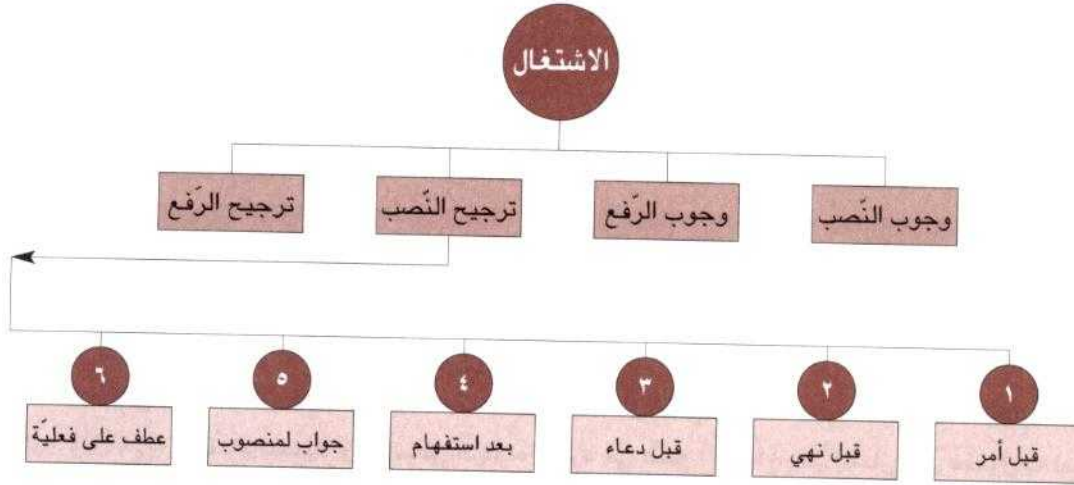 الاشتغال
وجوب النّصب
وجوب الرّفع
ترجيح النّصب
ترجيح الرّفع
١
قبل أمر
٢
قبل نهي
٣
قبل دعاء
٤
بعد استفهام
٥
جواب لمنصوب
٦
عطف على فعليّة